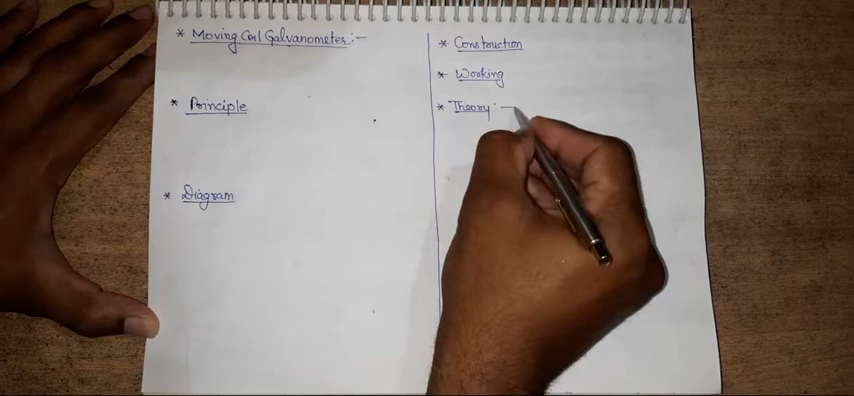 * Moving Coil Galvanometer :-
* Principle
* Diagram
* Construction
* Working
* Theory :-